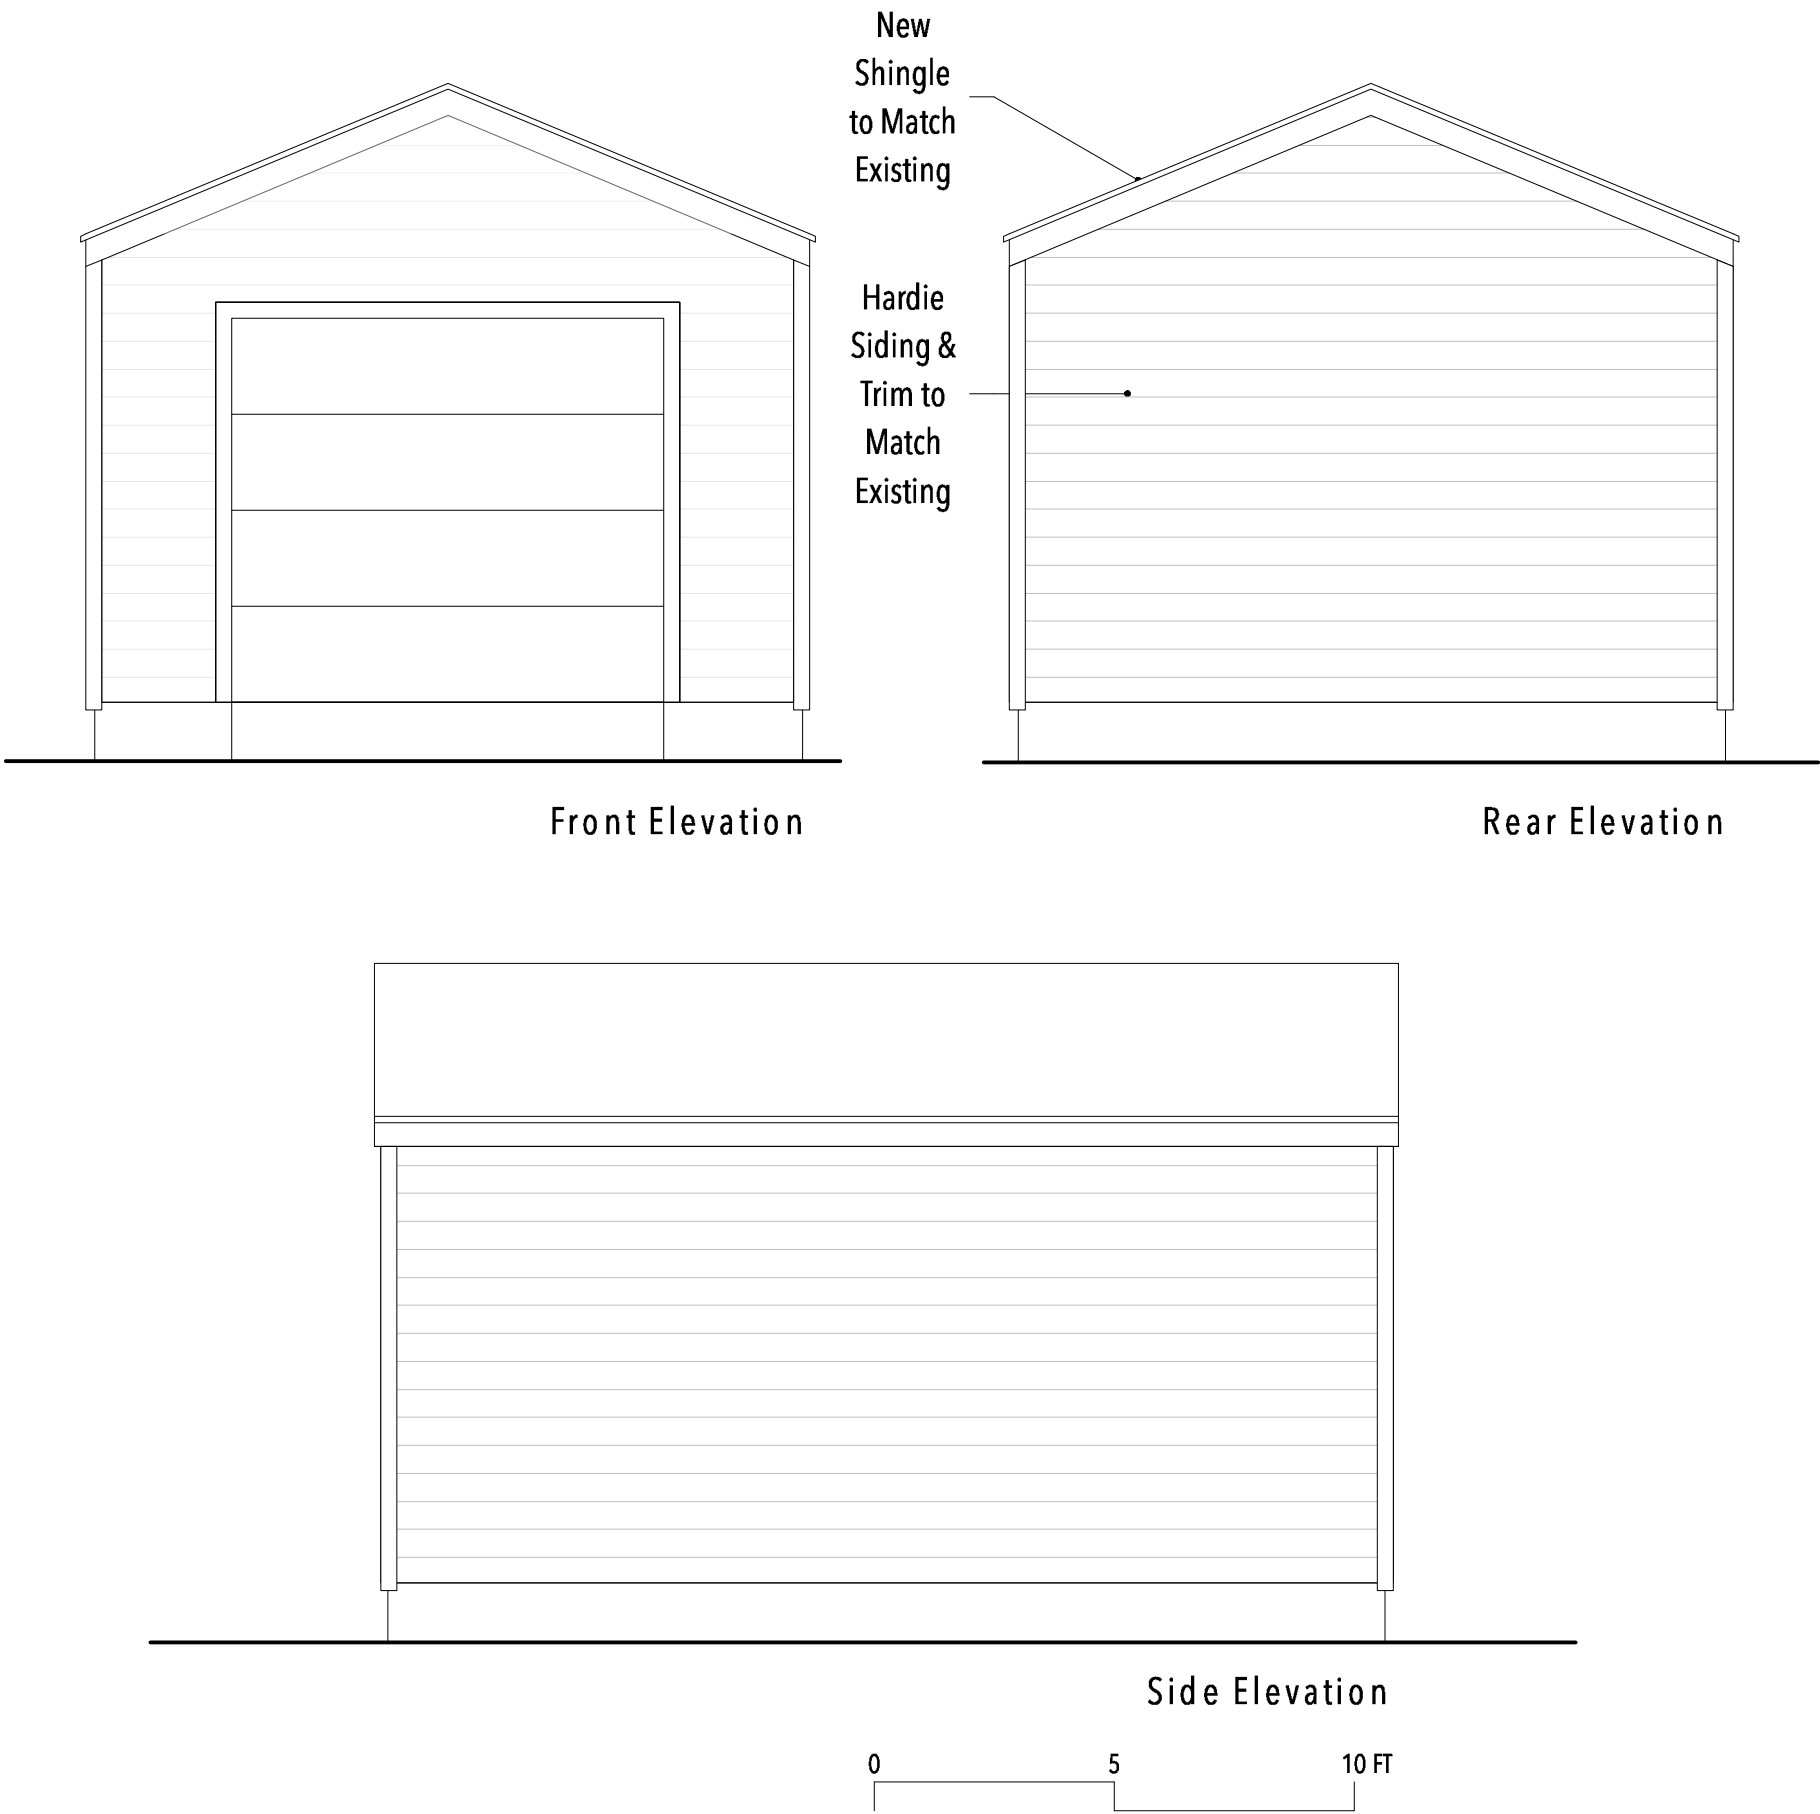 New
Shingle
to Match
Existing
Hardie
Siding &
Trim to
Match
Existing
Front Elevation
Rear Elevation
Side Elevation
0 5 10 FT